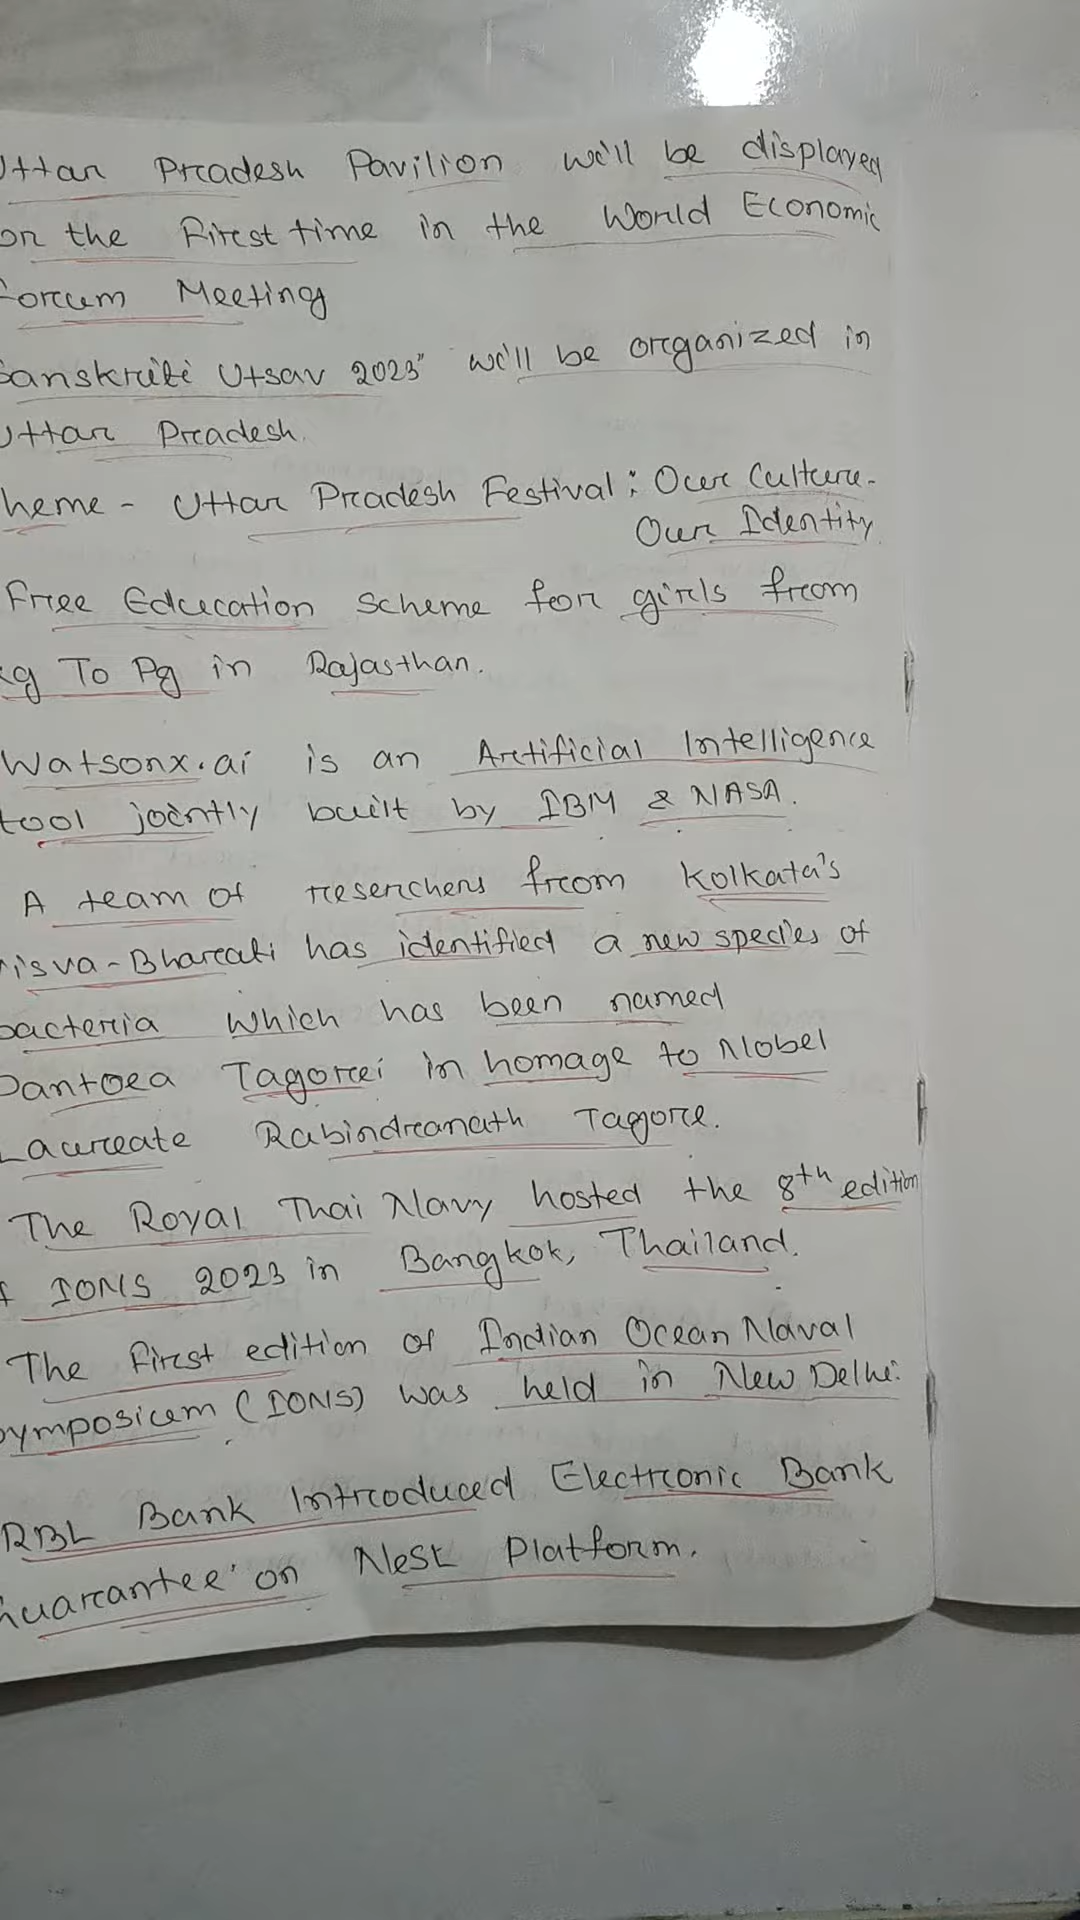 Uttar Pradesh Pavilion will be displayed
or the first time in the World Economic
Forum Meeting
Sanskriti Utsav 2023" will be organized in
Uttar Pradesh.
heme - Uttar Pradesh Festival: Our Culture-
Our Identity
Free Education scheme for girls from
kg To Pg in Rajasthan.
Watsonx.ai is an Artificial Intelligence
tool jointly built by IBM & NASA.
A team of reserchers from Kolkata's
isva-Bharati has identified a new species of
bacteria which has been named
Pantoea Tagorei in homage to Nobel
Laureate Rabindranath Tagore.
The Royal Thai Navy hosted the 8th edition
f IONS 2023 in Bangkok, Thailand.
The first edition of Indian Ocean Naval
Symposium (IONS) was held in New Delhi.
RBL Bank Introduced Electronic Bank
Guarantee' on NeSL Platform.